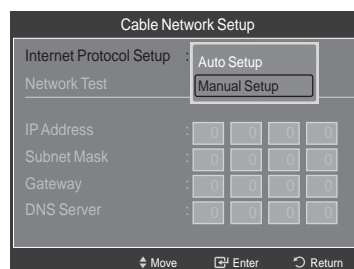 Cable Network Setup
Internet Protocol Setup : Auto Setup
Manual Setup
Network Test
IP Address : 0 0 0 0
Subnet Mask : 0 0 0 0
Gateway : 0 0 0 0
DNS Server : 0 0 0 0
Move Enter Return